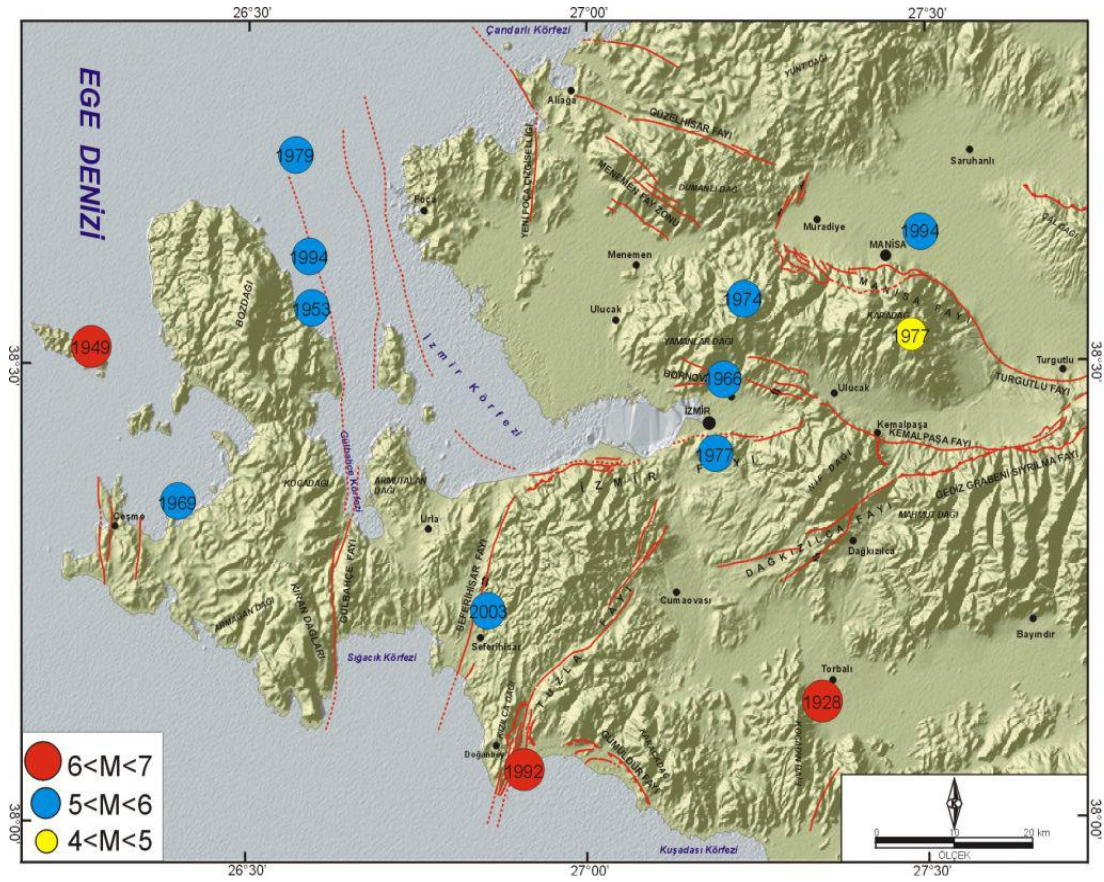 26°30'
27°00'
27°30'
Çandarlı Körfezi
EGE DENİZİ
YUNT DAĞI
Aliağa
GÜZELHİSAR FAYI
1979
Saruhanlı
YENİ FOÇA ÇİZGİSELLİĞİ
MENEMEN FAY ZONU
DUMANLI DAĞ
Foça
Muradiye
ÇAL DAĞI
1994
MANİSA
1994
Menemen
BOZDAĞI
1953
1974
MANİSA FAYI
Ulucak
KARADAĞ
1977
1949
İzmir Körfezi
YAMANLAR DAĞI
38°30'
38°30'
Turgutlu
BORNOVA
1966
TURGUTLU FAYI
Ulucak
İZMİR
Kemalpaşa
KEMALPAŞA FAYI
Gülbahçe Körfezi
1977
İZMİR FAYI
KOCADAĞI
ARMUTALAN DAĞI
NİF DAĞI
GEDİZ GRABENİ SIYRILMA FAYI
1969
Çeşme
Urla
MAHMUT DAĞI
DAĞKIZILCA FAYI
Dağkızılca
GÜLBAHÇE FAYI
SEFERİHİSAR FAYI
KIRAN DAĞLARI
ARMAĞAN DAĞI
Cumaovası
2003
Seferihisar
TUZLA FAYI
Bayındır
Sığacık Körfezi
Torbalı
1928
Doğanbey
1992
GÜMÜLDÜR FAYI
6<M<7
5<M<6
4<M<5
K
0 10 20 km
ÖLÇEK
38°00'
38°00'
Kuşadası Körfezi
26°30'
27°00'
27°30'